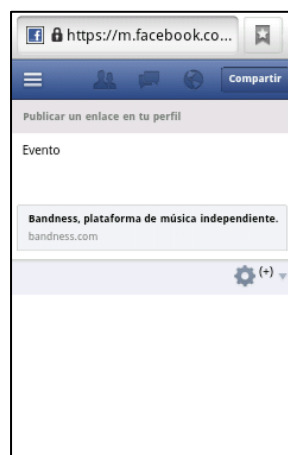 https://m.facebook.co...
Compartir
Publicar un enlace en tu perfil
Evento
Bandness, plataforma de música independiente.
bandness.com
(+)